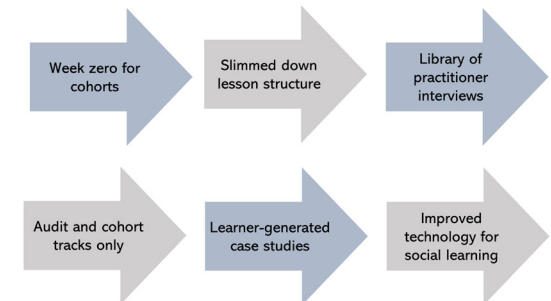 Week zero for
cohorts
Slimmed down
lesson structure
Library of
practitioner
interviews
Audit and cohort
tracks only
Learner-generated
case studies
Improved
technology for
social learning